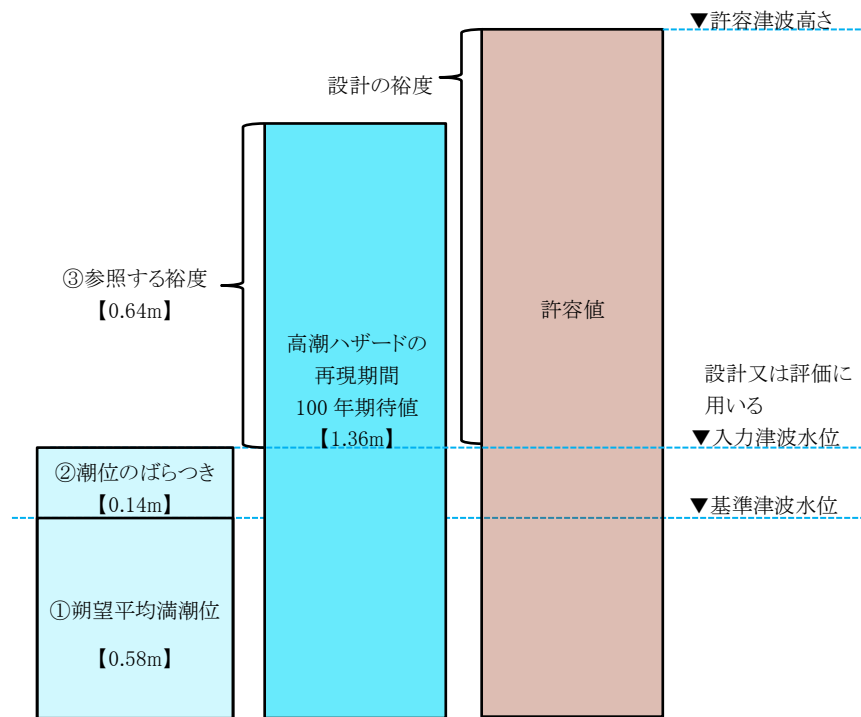 ▼許容津波高さ
設計の裕度
③参照する裕度
【0.64m】
高潮ハザードの
再現期間
100 年期待値
【1.36m】
許容値
設計又は評価に
用いる
▼入力津波水位
②潮位のばらつき
【0.14m】
▼基準津波水位
①朔望平均満潮位
【0.58m】